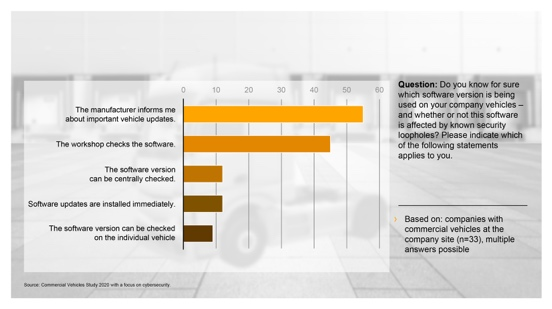 0 10 20 30 40 50 60
The manufacturer informs me
about important vehicle updates.
The workshop checks the software.
The software version
can be centrally checked.
Software updates are installed immediately.
The software version can be checked
on the individual vehicle
Question: Do you know for sure
which software version is being
used on your company vehicles –
and whether or not this software
is affected by known security
loopholes? Please indicate which
of the following statements
applies to you.
Based on: companies with
commercial vehicles at the
company site (n=33), multiple
answers possible
Source: Commercial Vehicles Study 2020 with a focus on cybersecurity